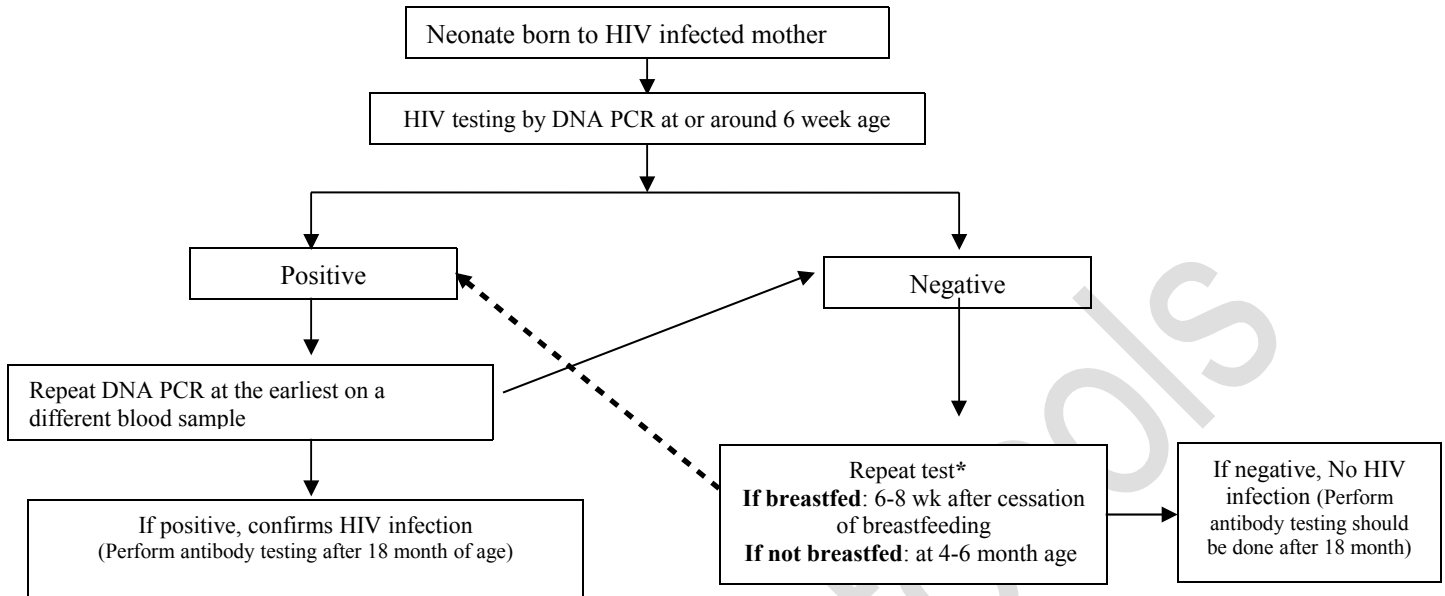 Neonate born to HIV infected mother
HIV testing by DNA PCR at or around 6 week age
Positive
Negative
Repeat DNA PCR at the earliest on a
different blood sample
If positive, confirms HIV infection
(Perform antibody testing after 18 month of age)
Repeat test*
If breastfed: 6-8 wk after cessation
of breastfeeding
If not breastfed: at 4-6 month age
If negative, No HIV
infection (Perform
antibody testing should
be done after 18 month)
ols